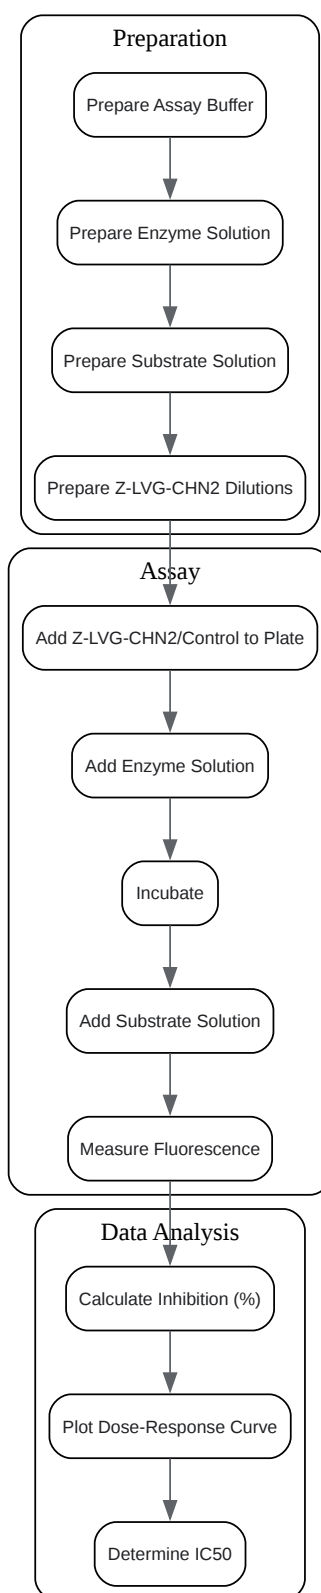 Preparation
Prepare Assay Buffer
Prepare Enzyme Solution
Prepare Substrate Solution
Prepare Z-LVG-CHN2 Dilutions
Assay
Add Z-LVG-CHN2/Control to Plate
Add Enzyme Solution
Incubate
Add Substrate Solution
Measure Fluorescence
Data Analysis
Calculate Inhibition (%)
Plot Dose-Response Curve
Determine IC50